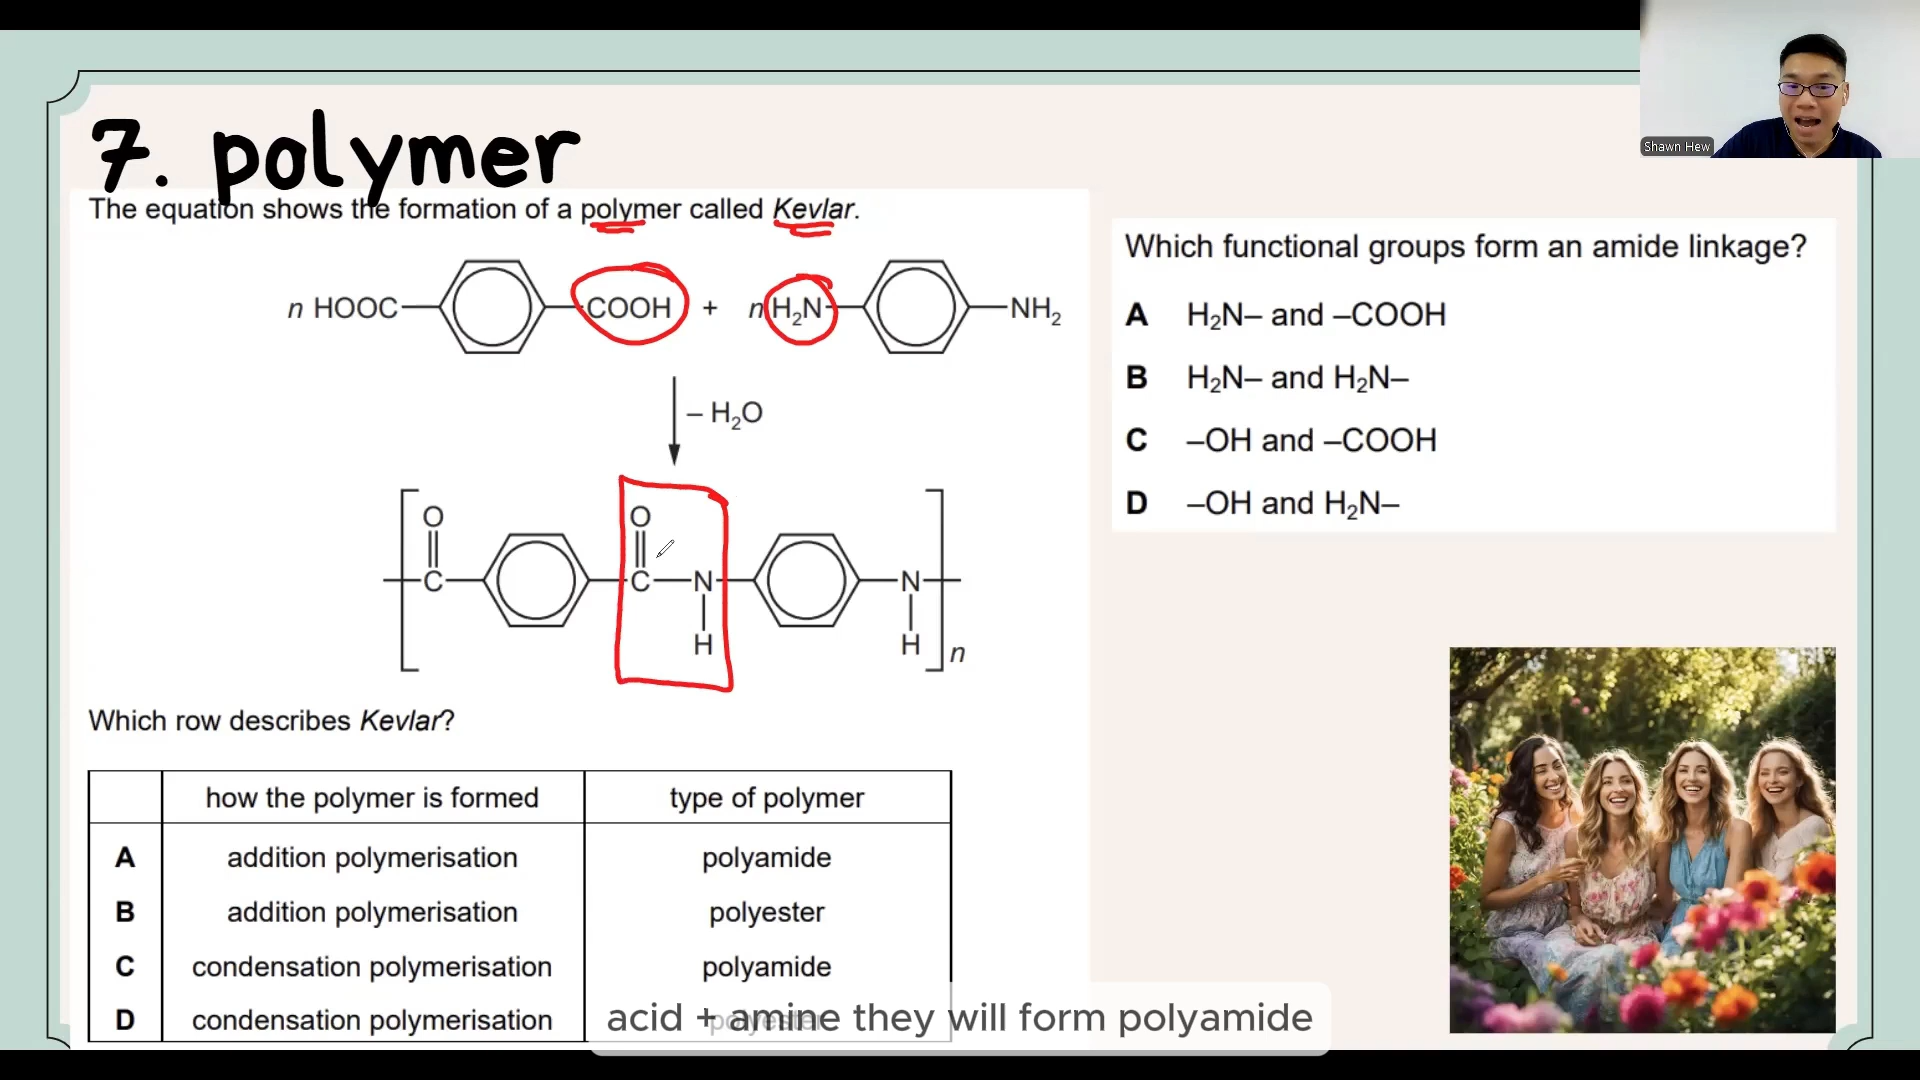 Shawn Hew
7. polymer
The equation shows the formation of a polymer called Kevlar.
n HOOC COOH + n H₂N NH₂
– H₂O
O O
C C N N
H H
n
Which row describes Kevlar?
how the polymer is formed type of polymer
A addition polymerisation polyamide
B addition polymerisation polyester
C condensation polymerisation polyamide
D condensation polymerisation polyester
Which functional groups form an amide linkage?
A H₂N– and –COOH
B H₂N– and H₂N–
C –OH and –COOH
D –OH and H₂N–
acid + amine they will form polyamide